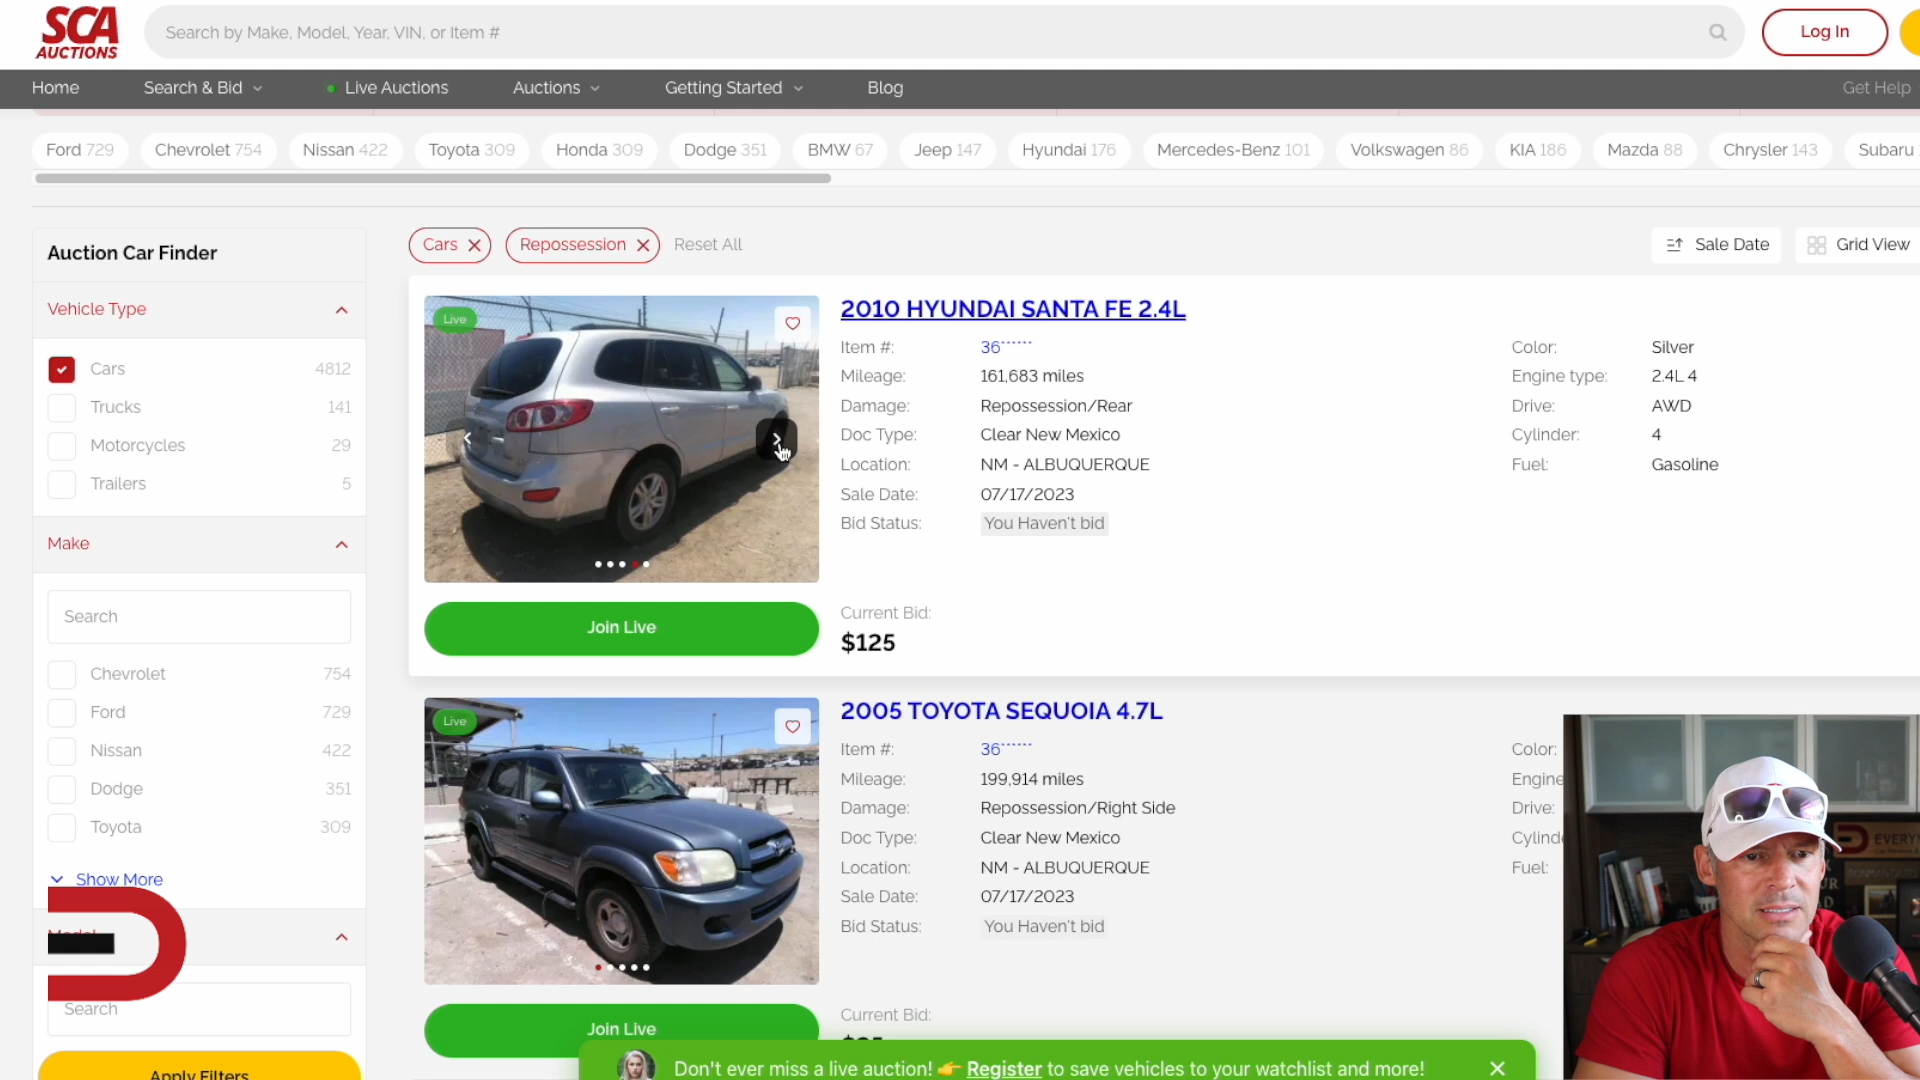 SCA
AUCTIONS
Search by Make, Model, Year, VIN, or Item #
Log In
Home
Search & Bid
Live Auctions
Auctions
Getting Started
Blog
Get Help
Ford 729
Chevrolet 754
Nissan 422
Toyota 309
Honda 309
Dodge 351
BMW 67
Jeep 147
Hyundai 176
Mercedes-Benz 101
Volkswagen 86
KIA 186
Mazda 88
Chrysler 143
Subaru
Auction Car Finder
Cars
Repossession
Reset All
Sale Date
Grid View
Vehicle Type
Cars 4812
Trucks 141
Motorcycles 29
Trailers 5
Make
Search
Chevrolet 754
Ford 729
Nissan 422
Dodge 351
Toyota 309
Show More
Search
Apply Filters
Live
2010 HYUNDAI SANTA FE 2.4L
Item #: 36******
Mileage: 161,683 miles
Damage: Repossession/Rear
Doc Type: Clear New Mexico
Location: NM - ALBUQUERQUE
Sale Date: 07/17/2023
Bid Status: You Haven't bid
Color: Silver
Engine type: 2.4L 4
Drive: AWD
Cylinder: 4
Fuel: Gasoline
Join Live
Current Bid:
$125
Live
2005 TOYOTA SEQUOIA 4.7L
Item #: 36******
Mileage: 199,914 miles
Damage: Repossession/Right Side
Doc Type: Clear New Mexico
Location: NM - ALBUQUERQUE
Sale Date: 07/17/2023
Bid Status: You Haven't bid
Color:
Engine
Drive:
Cylind
Fuel:
Join Live
Current Bid:
Don't ever miss a live auction! 👉 Register to save vehicles to your watchlist and more!